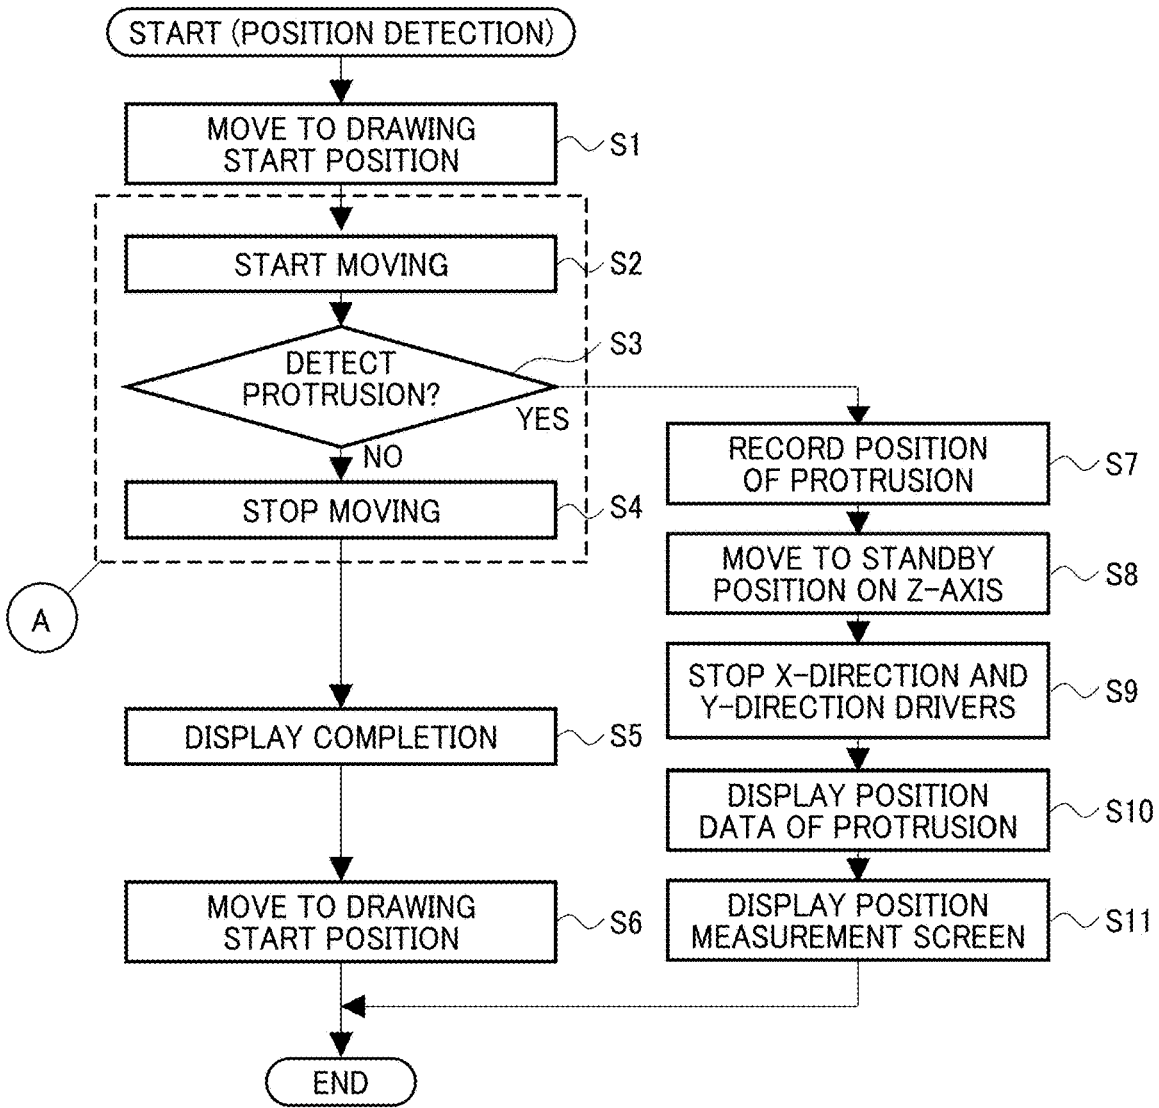 START (POSITION DETECTION)
MOVE TO DRAWING
START POSITION
S1
START MOVING
S2
DETECT
PROTRUSION?
S3
YES
NO
STOP MOVING
S4
A
DISPLAY COMPLETION
S5
MOVE TO DRAWING
START POSITION
S6
RECORD POSITION
OF PROTRUSION
S7
MOVE TO STANDBY
POSITION ON Z-AXIS
S8
STOP X-DIRECTION AND
Y-DIRECTION DRIVERS
S9
DISPLAY POSITION
DATA OF PROTRUSION
S10
DISPLAY POSITION
MEASUREMENT SCREEN
S11
END